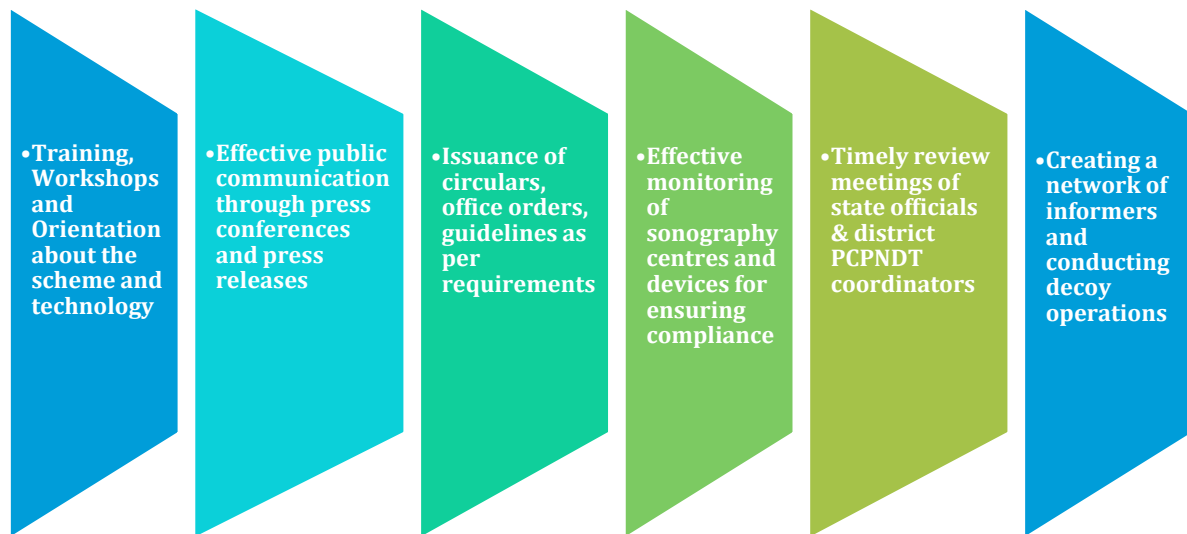 •Training,
Workshops
and
Orientation
about the
scheme and
technology
•Effective public
communication
through press
conferences
and press
releases
•Issuance of
circulars,
office orders,
guidelines as
per
requirements
•Effective
monitoring
of
sonography
centres and
devices for
ensuring
compliance
•Timely review
meetings of
state officials
& district
PCPNDT
coordinators
•Creating a
network of
informers
and
conducting
decoy
operations